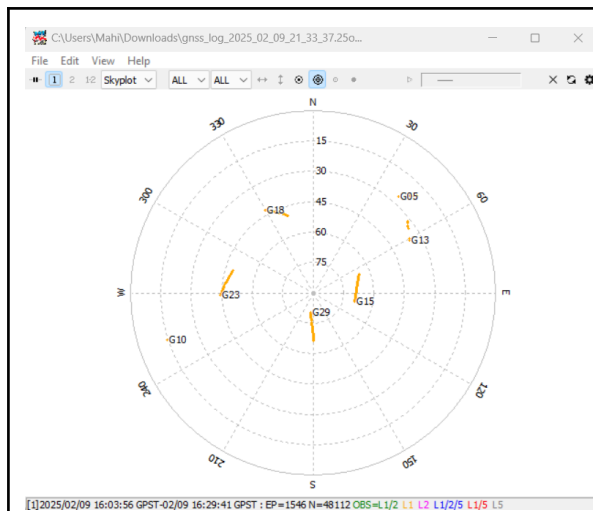 C:\Users\Mahi\Downloads\gnss_log_2025_02_09_21_33_37.25o...
File Edit View Help
1 2 1-2 Skyplot ALL ALL
N
330 30
15
300 30 60
45
60
75
G05
G18
G13
W E
G23
G15
G29
G10
240 120
210 150
S
[1]2025/02/09 16:03:56 GPST-02/09 16:29:41 GPST : EP=1546 N=48112 OBS=L1/2 L1 L2 L1/2/5 L1/5 L5